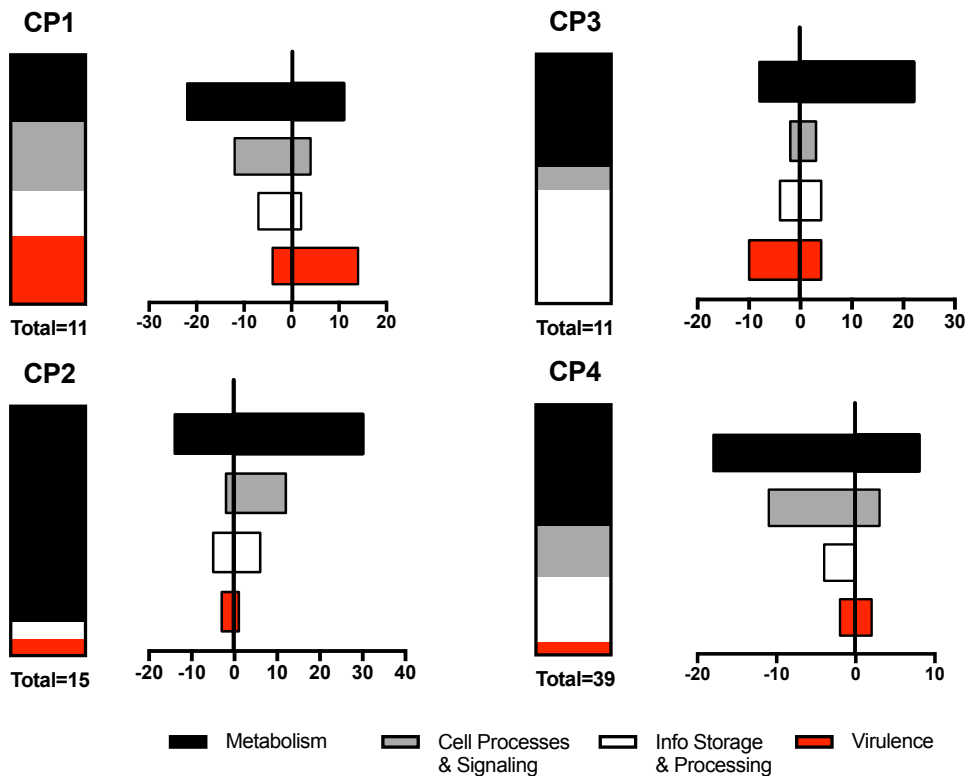 CP1
CP3
-30 -20 -10 0 10 20
Total=11
-20 -10 0 10 20 30
Total=11
CP2
CP4
-20 -10 0 10 20 30 40
Total=15
-20 -10 0 10
Total=39
Metabolism
Cell Processes
& Signaling
Info Storage
& Processing
Virulence